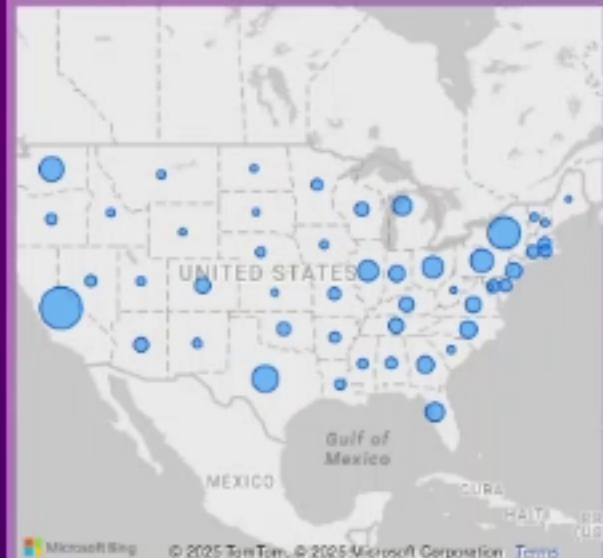 UNITED STATES
Gulf of
Mexico
MEXICO
CUBA
HAITI
Microsoft Bing
© 2025 TomTom, © 2025 Microsoft Corporation Terms